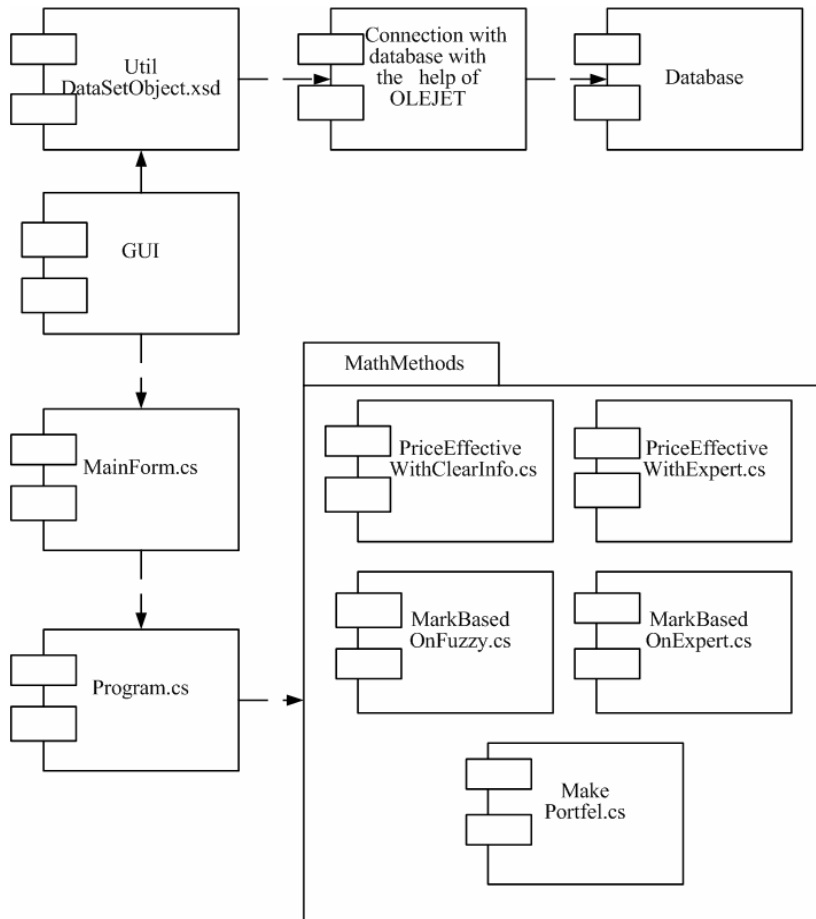 Util
DataSetObject.xsd
Connection with
database with
the help of
OLEJET
Database
GUI
MathMethods
MainForm.cs
PriceEffective
WithClearInfo.cs
PriceEffective
WithExpert.cs
MarkBased
OnFuzzy.cs
MarkBased
OnExpert.cs
Program.cs
Make
Portfel.cs